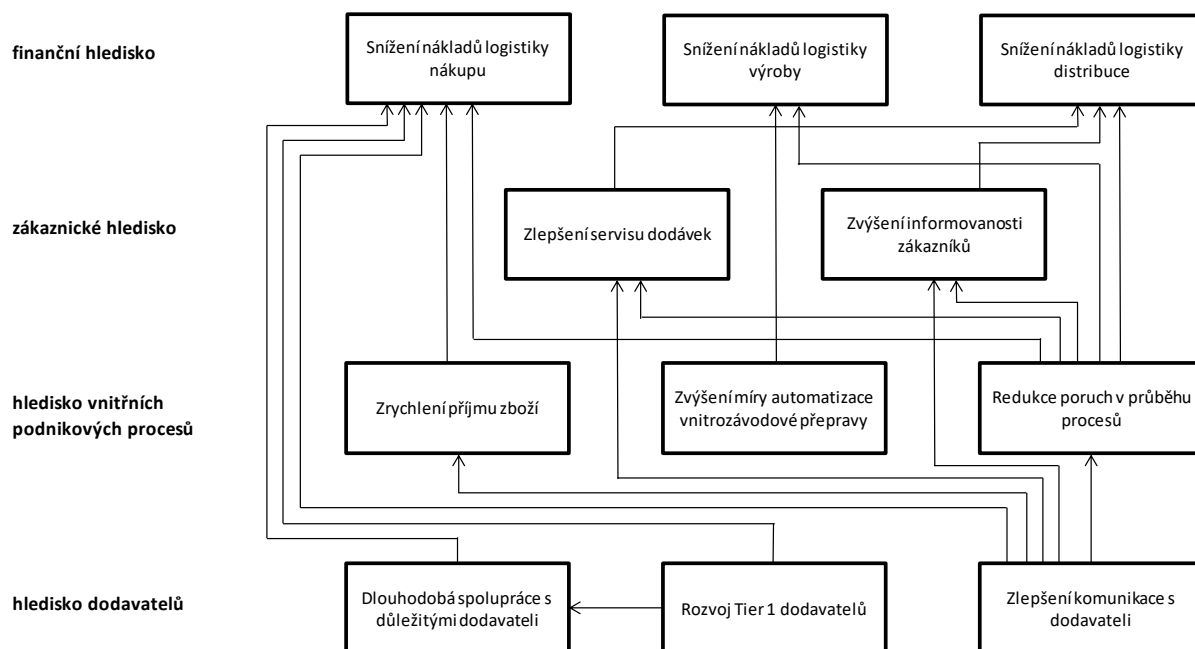 finanční hledisko
Snížení nákladů logistiky
nákupu
Snížení nákladů logistiky
výroby
Snížení nákladů logistiky
distribuce
zákaznické hledisko
Zlepšení servisu dodávek
Zvýšení informovanosti
zákazníků
hledisko vnitřních
podnikových procesů
Zrychlení příjmu zboží
Zvýšení míry automatizace
vnitrozávodové přepravy
Redukce poruch v průběhu
procesů
hledisko dodavatelů
Dlouhodobá spolupráce s
důležitými dodavateli
Rozvoj Tier 1 dodavatelů
Zlepšení komunikace s
dodavateli